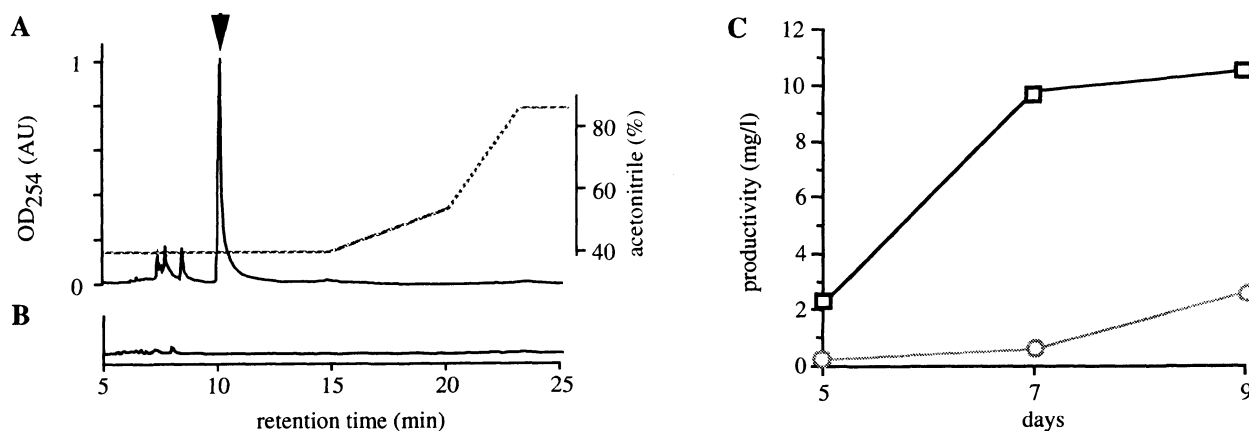 A
OD254 (AU)
1
0
acetonitrile (%)
80
60
40
B
5 10 15 20 25
retention time (min)
C
productivity (mg/l)
12
10
8
6
4
2
0
5 7 9
days